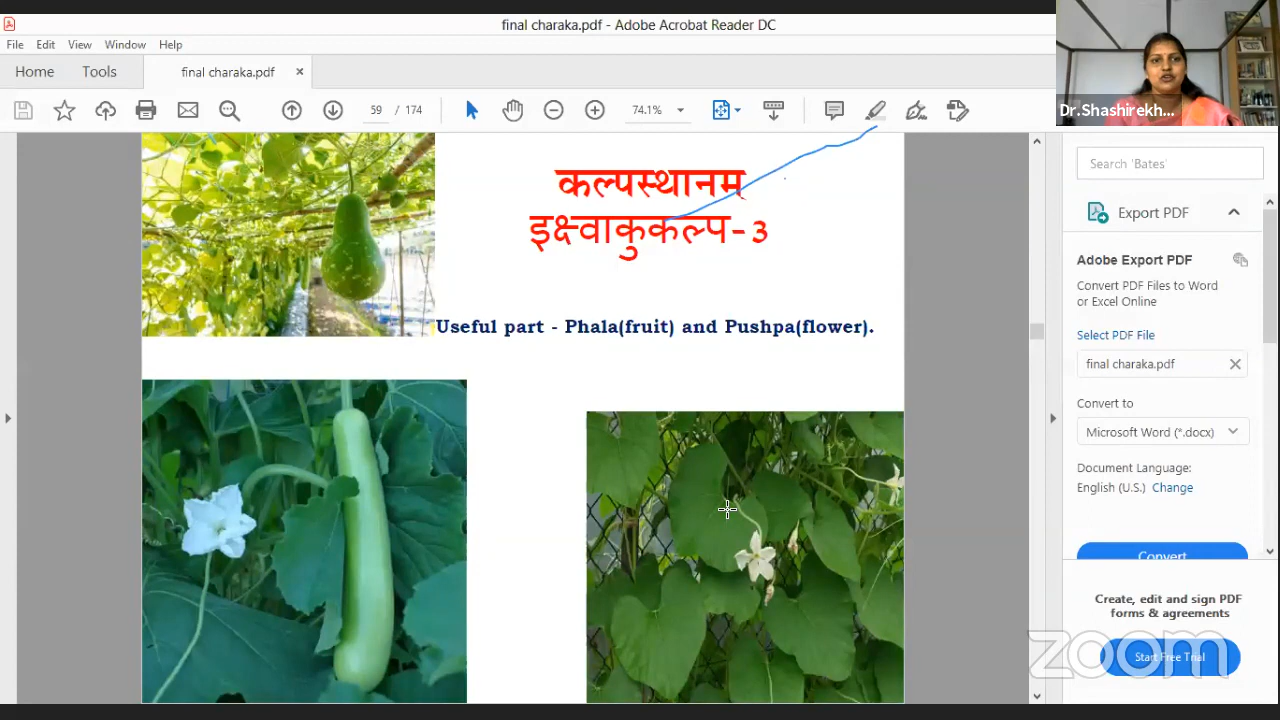 final charaka.pdf - Adobe Acrobat Reader DC
File Edit View Window Help
Home Tools final charaka.pdf ×
59 / 174 74.1%
Dr.Shashirekh...
कल्पस्थानम्
इक्ष्वाकुकल्प-३
Useful part - Phala(fruit) and Pushpa(flower).
Search 'Bates'
Export PDF
Adobe Export PDF
Convert PDF Files to Word
or Excel Online
Select PDF File
final charaka.pdf
Convert to
Microsoft Word (*.docx)
Document Language:
English (U.S.) Change
Convert
Create, edit and sign PDF
forms & agreements
Start Free Trial
zoom